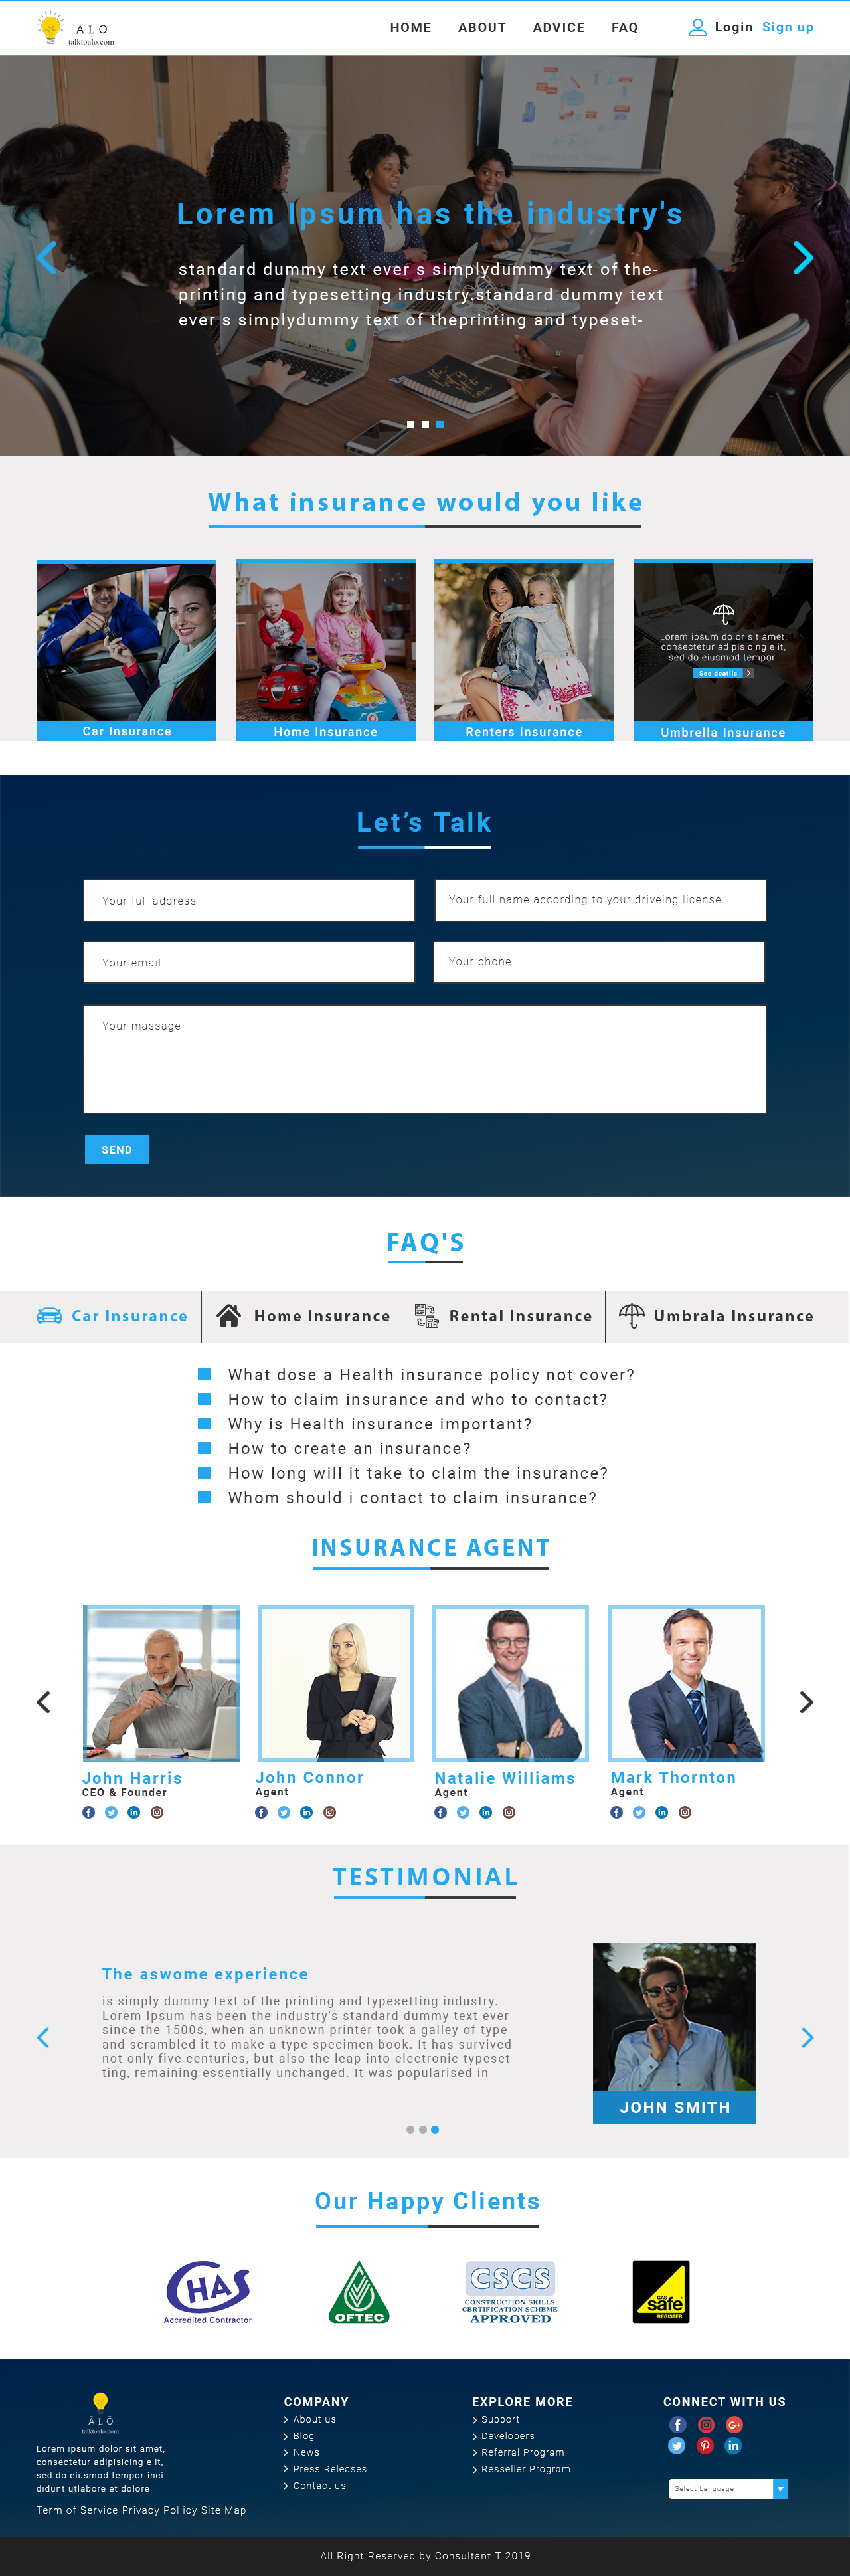 ALO
talktoalo.com
HOME ABOUT ADVICE FAQ
Login Sign up
Lorem Ipsum has the industry's
standard dummy text ever s simplydummy text of the-
printing and typesetting industry.standard dummy text
ever s simplydummy text of theprinting and typeset-
What insurance would you like
Car Insurance
Home Insurance
Renters Insurance
Lorem ipsum dolor sit amet,
consectetur adipisicing elit,
sed do eiusmod tempor
See deatils
Umbrella Insurance
Let’s Talk
Your full address
Your full name according to your driveing license
Your email
Your phone
Your massage
SEND
FAQ'S
Car Insurance
Home Insurance
Rental Insurance
Umbrala Insurance
What dose a Health insurance policy not cover?
How to claim insurance and who to contact?
Why is Health insurance important?
How to create an insurance?
How long will it take to claim the insurance?
Whom should i contact to claim insurance?
INSURANCE AGENT
John Harris
CEO & Founder
John Connor
Agent
Natalie Williams
Agent
Mark Thornton
Agent
TESTIMONIAL
The aswome experience
is simply dummy text of the printing and typesetting industry.
Lorem Ipsum has been the industry's standard dummy text ever
since the 1500s, when an unknown printer took a galley of type
and scrambled it to make a type specimen book. It has survived
not only five centuries, but also the leap into electronic typeset-
ting, remaining essentially unchanged. It was popularised in
JOHN SMITH
Our Happy Clients
CHAS
Accredited Contractor
OFTEC
CSCS
CONSTRUCTION SKILLS
CERTIFICATION SCHEME
APPROVED
GAS
safe
REGISTER
ĀLŌ
talktoalo.com
Lorem ipsum dolor sit amet,
consectetur adipisicing elit,
sed do eiusmod tempor inci-
didunt utlabore et dolore
Term of Service Privacy Pollicy Site Map
COMPANY
About us
Blog
News
Press Releases
Contact us
EXPLORE MORE
Support
Developers
Referral Program
Resseller Program
CONNECT WITH US
Select Language
All Right Reserved by ConsultantIT 2019